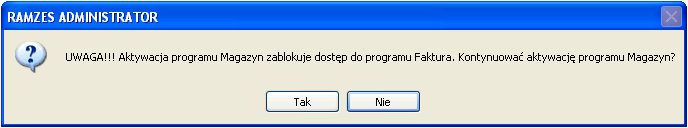 RAMZES ADMINISTRATOR
UWAGA!!! Aktywacja programu Magazyn zablokuje dostęp do programu Faktura. Kontynuować aktywację programu Magazyn?
Tak Nie